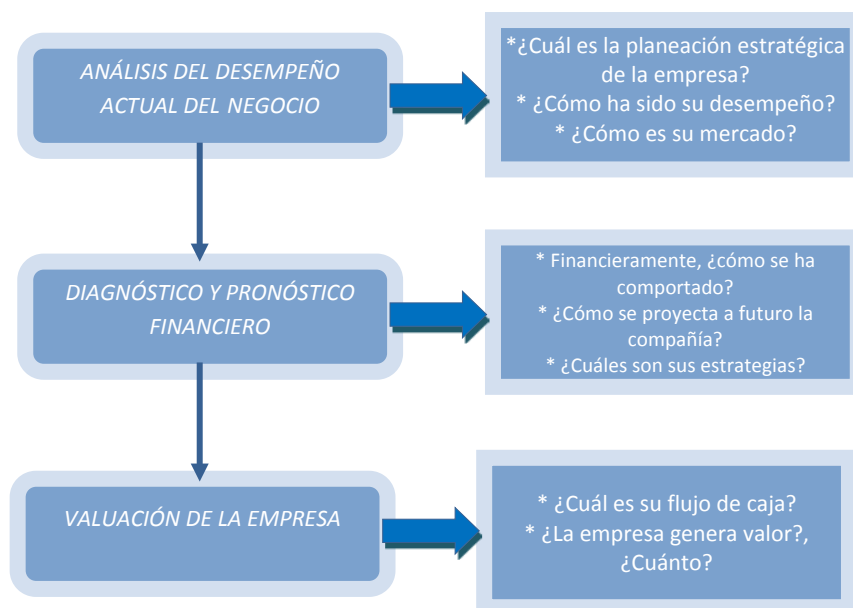 ANÁLISIS DEL DESEMPEÑO
ACTUAL DEL NEGOCIO
*¿Cuál es la planeación estratégica
de la empresa?
* ¿Cómo ha sido su desempeño?
* ¿Cómo es su mercado?
DIAGNÓSTICO Y PRONÓSTICO
FINANCIERO
* Financieramente, ¿cómo se ha
comportado?
* ¿Cómo se proyecta a futuro la
compañía?
* ¿Cuáles son sus estrategias?
VALUACIÓN DE LA EMPRESA
* ¿Cuál es su flujo de caja?
* ¿La empresa genera valor?,
¿Cuánto?